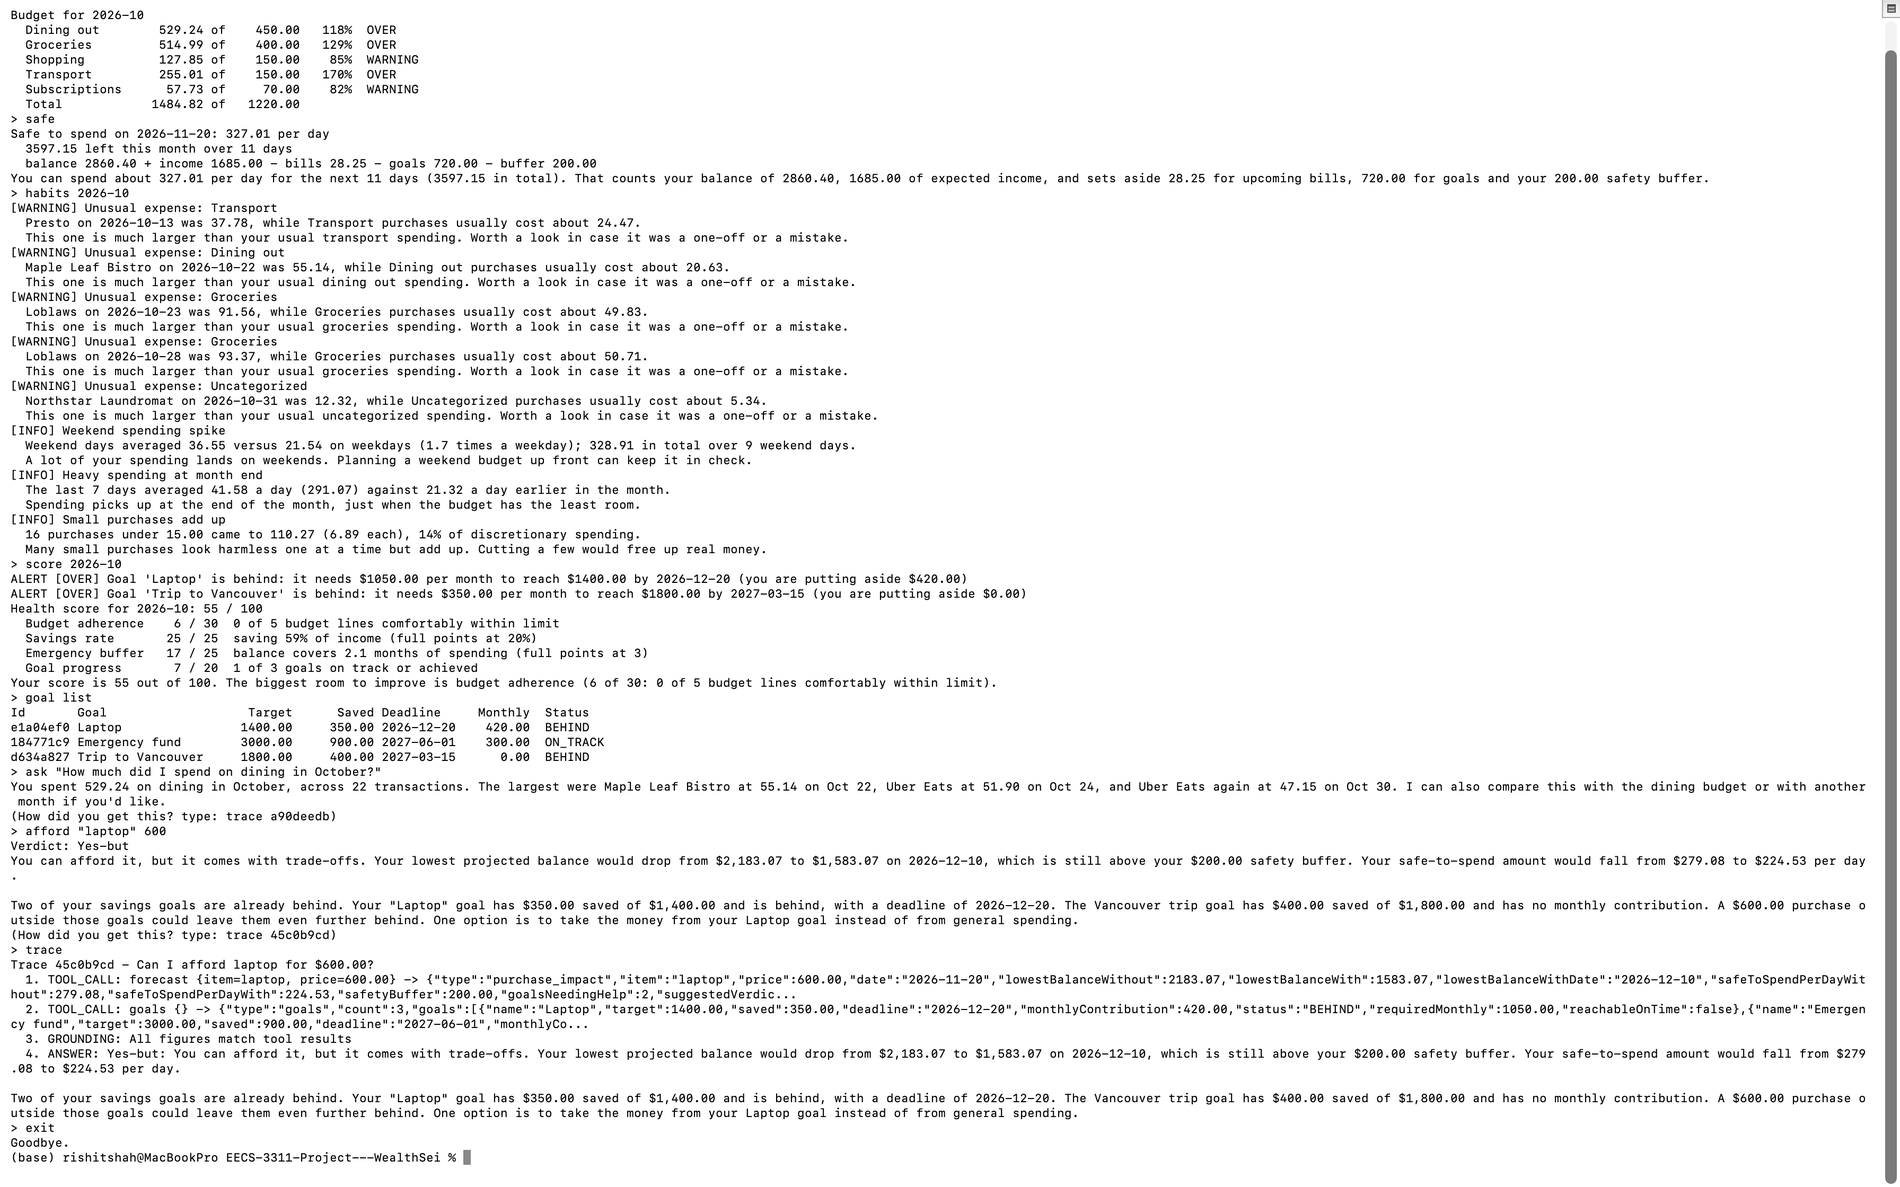 Budget for 2026-10
  Dining out        529.24 of    450.00   118%  OVER
  Groceries         514.99 of    400.00   129%  OVER
  Shopping          127.85 of    150.00    85%  WARNING
  Transport         255.01 of    150.00   170%  OVER
  Subscriptions      57.73 of     70.00    82%  WARNING
  Total            1484.82 of   1220.00
> safe
Safe to spend on 2026-11-20: 327.01 per day
  3597.15 left this month over 11 days
  balance 2860.40 + income 1685.00 - bills 28.25 - goals 720.00 - buffer 200.00
You can spend about 327.01 per day for the next 11 days (3597.15 in total). That counts your balance of 2860.40, 1685.00 of expected income, and sets aside 28.25 for upcoming bills, 720.00 for goals and your 200.00 safety buffer.
> habits 2026-10
[WARNING] Unusual expense: Transport
  Presto on 2026-10-13 was 37.78, while Transport purchases usually cost about 24.47.
  This one is much larger than your usual transport spending. Worth a look in case it was a one-off or a mistake.
[WARNING] Unusual expense: Dining out
  Maple Leaf Bistro on 2026-10-22 was 55.14, while Dining out purchases usually cost about 20.63.
  This one is much larger than your usual dining out spending. Worth a look in case it was a one-off or a mistake.
[WARNING] Unusual expense: Groceries
  Loblaws on 2026-10-23 was 91.56, while Groceries purchases usually cost about 49.83.
  This one is much larger than your usual groceries spending. Worth a look in case it was a one-off or a mistake.
[WARNING] Unusual expense: Groceries
  Loblaws on 2026-10-28 was 93.37, while Groceries purchases usually cost about 50.71.
  This one is much larger than your usual groceries spending. Worth a look in case it was a one-off or a mistake.
[WARNING] Unusual expense: Uncategorized
  Northstar Laundromat on 2026-10-31 was 12.32, while Uncategorized purchases usually cost about 5.34.
  This one is much larger than your usual uncategorized spending. Worth a look in case it was a one-off or a mistake.
[INFO] Weekend spending spike
  Weekend days averaged 36.55 versus 21.54 on weekdays (1.7 times a weekday); 328.91 in total over 9 weekend days.
  A lot of your spending lands on weekends. Planning a weekend budget up front can keep it in check.
[INFO] Heavy spending at month end
  The last 7 days averaged 41.58 a day (291.07) against 21.32 a day earlier in the month.
  Spending picks up at the end of the month, just when the budget has the least room.
[INFO] Small purchases add up
  16 purchases under 15.00 came to 110.27 (6.89 each), 14% of discretionary spending.
  Many small purchases look harmless one at a time but add up. Cutting a few would free up real money.
> score 2026-10
ALERT [OVER] Goal 'Laptop' is behind: it needs $1050.00 per month to reach $1400.00 by 2026-12-20 (you are putting aside $420.00)
ALERT [OVER] Goal 'Trip to Vancouver' is behind: it needs $350.00 per month to reach $1800.00 by 2027-03-15 (you are putting aside $0.00)
Health score for 2026-10: 55 / 100
  Budget adherence    6 / 30  0 of 5 budget lines comfortably within limit
  Savings rate       25 / 25  saving 59% of income (full points at 20%)
  Emergency buffer   17 / 25  balance covers 2.1 months of spending (full points at 3)
  Goal progress       7 / 20  1 of 3 goals on track or achieved
Your score is 55 out of 100. The biggest room to improve is budget adherence (6 of 30: 0 of 5 budget lines comfortably within limit).
> goal list
Id       Goal                   Target      Saved Deadline     Monthly  Status
e1a04ef0 Laptop                1400.00     350.00 2026-12-20    420.00  BEHIND
184771c9 Emergency fund        3000.00     900.00 2027-06-01    300.00  ON_TRACK
d634a827 Trip to Vancouver     1800.00     400.00 2027-03-15      0.00  BEHIND
> ask "How much did I spend on dining in October?"
You spent 529.24 on dining in October, across 22 transactions. The largest were Maple Leaf Bistro at 55.14 on Oct 22, Uber Eats at 51.90 on Oct 24, and Uber Eats again at 47.15 on Oct 30. I can also compare this with the dining budget or with another
 month if you'd like.
(How did you get this? type: trace a90deedb)
> afford "laptop" 600
Verdict: Yes-but
You can afford it, but it comes with trade-offs. Your lowest projected balance would drop from $2,183.07 to $1,583.07 on 2026-12-10, which is still above your $200.00 safety buffer. Your safe-to-spend amount would fall from $279.08 to $224.53 per day
.
Two of your savings goals are already behind. Your "Laptop" goal has $350.00 saved of $1,400.00 and is behind, with a deadline of 2026-12-20. The Vancouver trip goal has $400.00 saved of $1,800.00 and has no monthly contribution. A $600.00 purchase o
utside those goals could leave them even further behind. One option is to take the money from your Laptop goal instead of from general spending.
(How did you get this? type: trace 45c0b9cd)
> trace
Trace 45c0b9cd - Can I afford laptop for $600.00?
  1. TOOL_CALL: forecast {item=laptop, price=600.00} -> {"type":"purchase_impact","item":"laptop","price":600.00,"date":"2026-11-20","lowestBalanceWithout":2183.07,"lowestBalanceWith":1583.07,"lowestBalanceWithDate":"2026-12-10","safeToSpendPerDayWit
hout":279.08,"safeToSpendPerDayWith":224.53,"safetyBuffer":200.00,"goalsNeedingHelp":2,"suggestedVerdic...
  2. TOOL_CALL: goals {} -> {"type":"goals","count":3,"goals":[{"name":"Laptop","target":1400.00,"saved":350.00,"deadline":"2026-12-20","monthlyContribution":420.00,"status":"BEHIND","requiredMonthly":1050.00,"reachableOnTime":false},{"name":"Emergen
cy fund","target":3000.00,"saved":900.00,"deadline":"2027-06-01","monthlyCo...
  3. GROUNDING: All figures match tool results
  4. ANSWER: Yes-but: You can afford it, but it comes with trade-offs. Your lowest projected balance would drop from $2,183.07 to $1,583.07 on 2026-12-10, which is still above your $200.00 safety buffer. Your safe-to-spend amount would fall from $279
.08 to $224.53 per day.
Two of your savings goals are already behind. Your "Laptop" goal has $350.00 saved of $1,400.00 and is behind, with a deadline of 2026-12-20. The Vancouver trip goal has $400.00 saved of $1,800.00 and has no monthly contribution. A $600.00 purchase o
utside those goals could leave them even further behind. One option is to take the money from your Laptop goal instead of from general spending.
> exit
Goodbye.
(base) rishitshah@MacBookPro EECS-3311-Project---WealthSei %